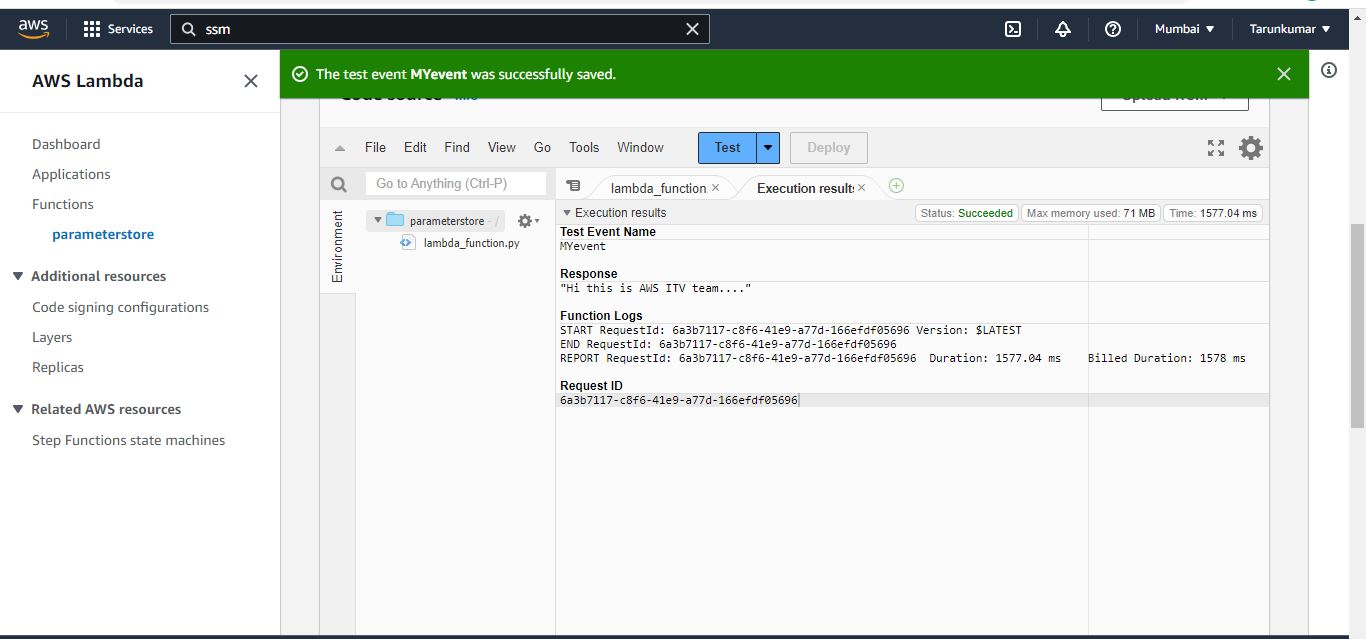 aws Services ssm Mumbai ▼ Tarunkumar ▼
AWS Lambda
The test event MYevent was successfully saved.
Dashboard
Applications
Functions
parameterstore
Additional resources
Code signing configurations
Layers
Replicas
Related AWS resources
Step Functions state machines
File Edit Find View Go Tools Window Test Deploy
Go to Anything (Ctrl-P)
lambda_function
Execution results
Environment
parameterstore - /
lambda_function.py
Execution results
Status: Succeeded Max memory used: 71 MB Time: 1577.04 ms
Test Event Name
MYevent
Response
"Hi this is AWS ITV team...."
Function Logs
START RequestId: 6a3b7117-c8f6-41e9-a77d-166efdf05696 Version: $LATEST
END RequestId: 6a3b7117-c8f6-41e9-a77d-166efdf05696
REPORT RequestId: 6a3b7117-c8f6-41e9-a77d-166efdf05696 Duration: 1577.04 ms Billed Duration: 1578 ms
Request ID
6a3b7117-c8f6-41e9-a77d-166efdf05696